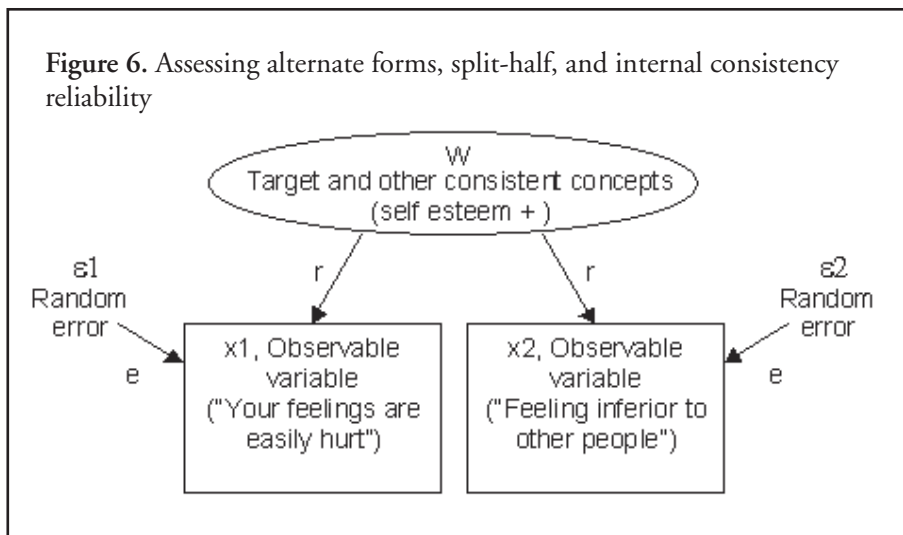 Figure 6. Assessing alternate forms, split-half, and internal consistency
reliability
W
Target and other consistent concepts
(self esteem + )
ε1
Random
error
r
r
ε2
Random
error
e
x1, Observable
variable
("Your feelings are
easily hurt")
x2, Observable
variable
("Feeling inferior to
other people")
e